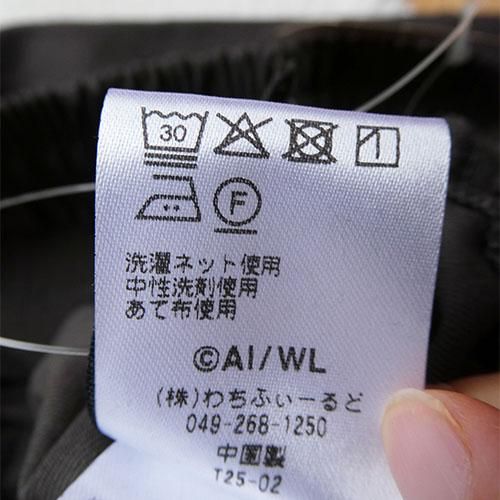 30
F
洗濯ネット使用
中性洗剤使用
あて布使用
©AI/WL
(株)わちふぃーるど
049-268-1250
中国製
T25-02